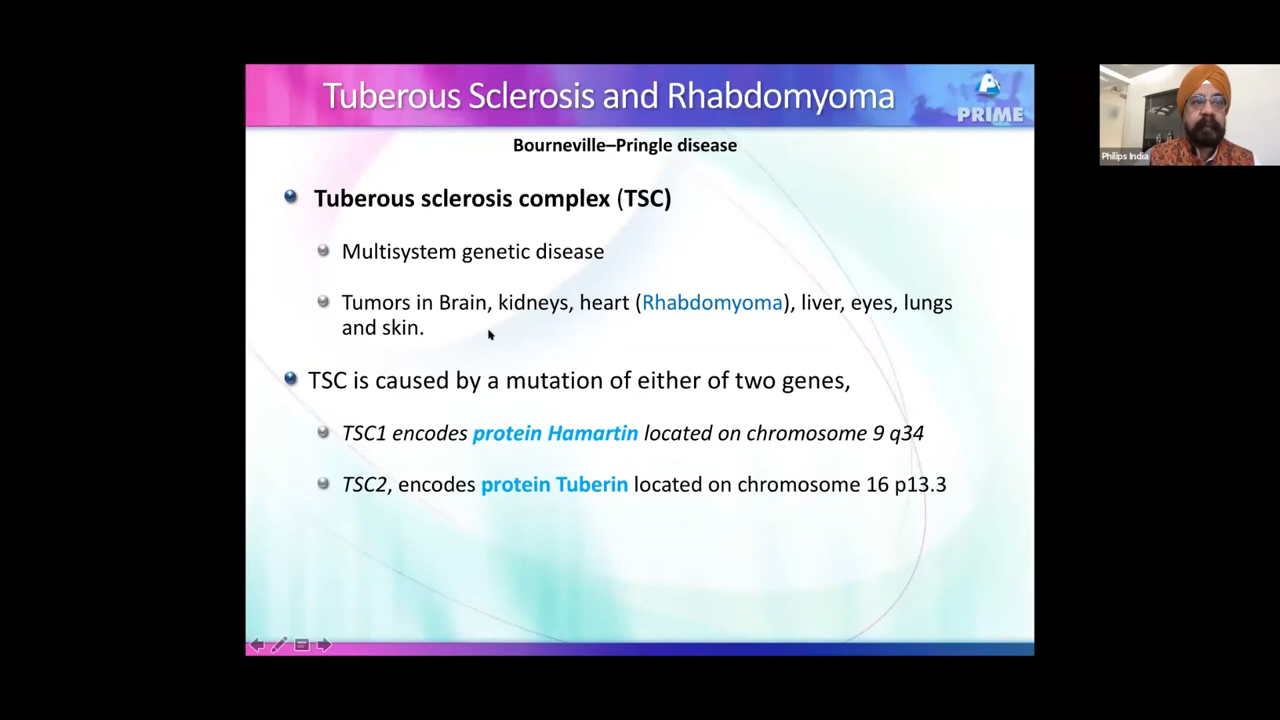 Tuberous Sclerosis and Rhabdomyoma
PRIME
Bourneville–Pringle disease
Tuberous sclerosis complex (TSC)
Multisystem genetic disease
Tumors in Brain, kidneys, heart (Rhabdomyoma), liver, eyes, lungs
and skin.
TSC is caused by a mutation of either of two genes,
TSC1 encodes protein Hamartin located on chromosome 9 q34
TSC2, encodes protein Tuberin located on chromosome 16 p13.3
Philips India